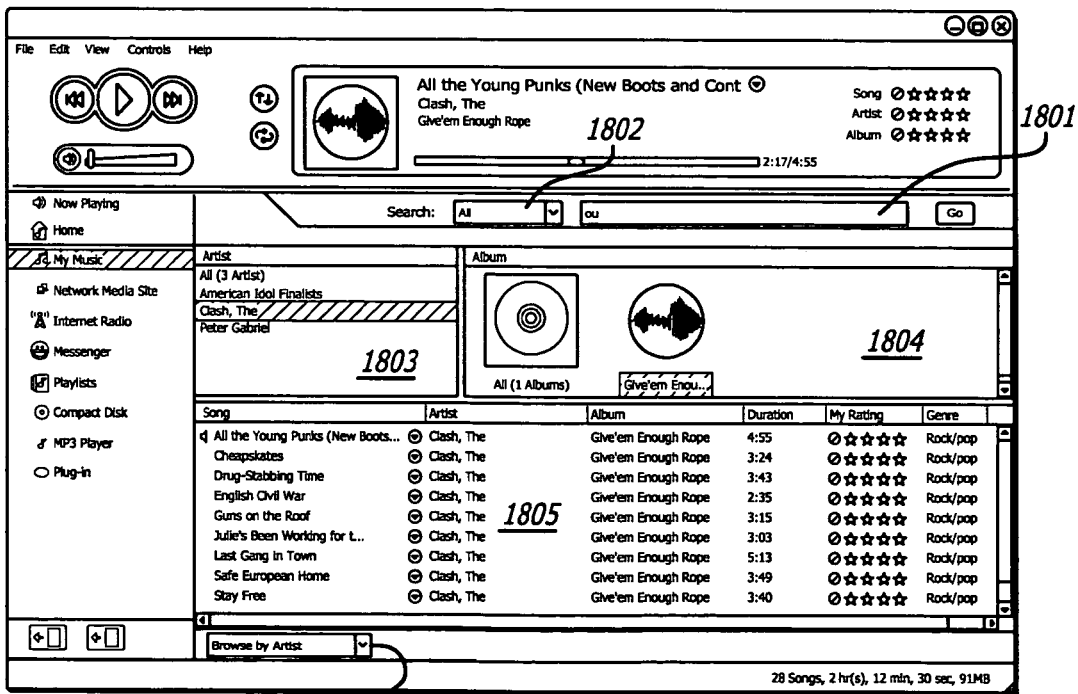 File Edit View Controls Help
All the Young Punks (New Boots and Cont
Clash, The
Give'em Enough Rope
Song
Artist
Album
2:17/4:55
1802
1801
Now Playing
Home
My Music
Network Media Site
Internet Radio
Messenger
Playlists
Compact Disk
MP3 Player
Plug-in
Search: All ou Go
Artist
All (3 Artist)
American Idol Finalists
Clash, The
Peter Gabriel
1803
Album
All (1 Albums)
Give'em Enou...
1804
Song Artist Album Duration My Rating Genre
All the Young Punks (New Boots... Clash, The Give'em Enough Rope 4:55 Rock/pop
Cheapskates Clash, The Give'em Enough Rope 3:24 Rock/pop
Drug-Stabbing Time Clash, The Give'em Enough Rope 3:43 Rock/pop
English Civil War Clash, The Give'em Enough Rope 2:35 Rock/pop
Guns on the Roof Clash, The Give'em Enough Rope 3:15 Rock/pop
Julie's Been Working for t... Clash, The Give'em Enough Rope 3:03 Rock/pop
Last Gang in Town Clash, The Give'em Enough Rope 5:13 Rock/pop
Safe European Home Clash, The Give'em Enough Rope 3:49 Rock/pop
Stay Free Clash, The Give'em Enough Rope 3:40 Rock/pop
1805
Browse by Artist
28 Songs, 2 hr(s), 12 min, 30 sec, 91MB